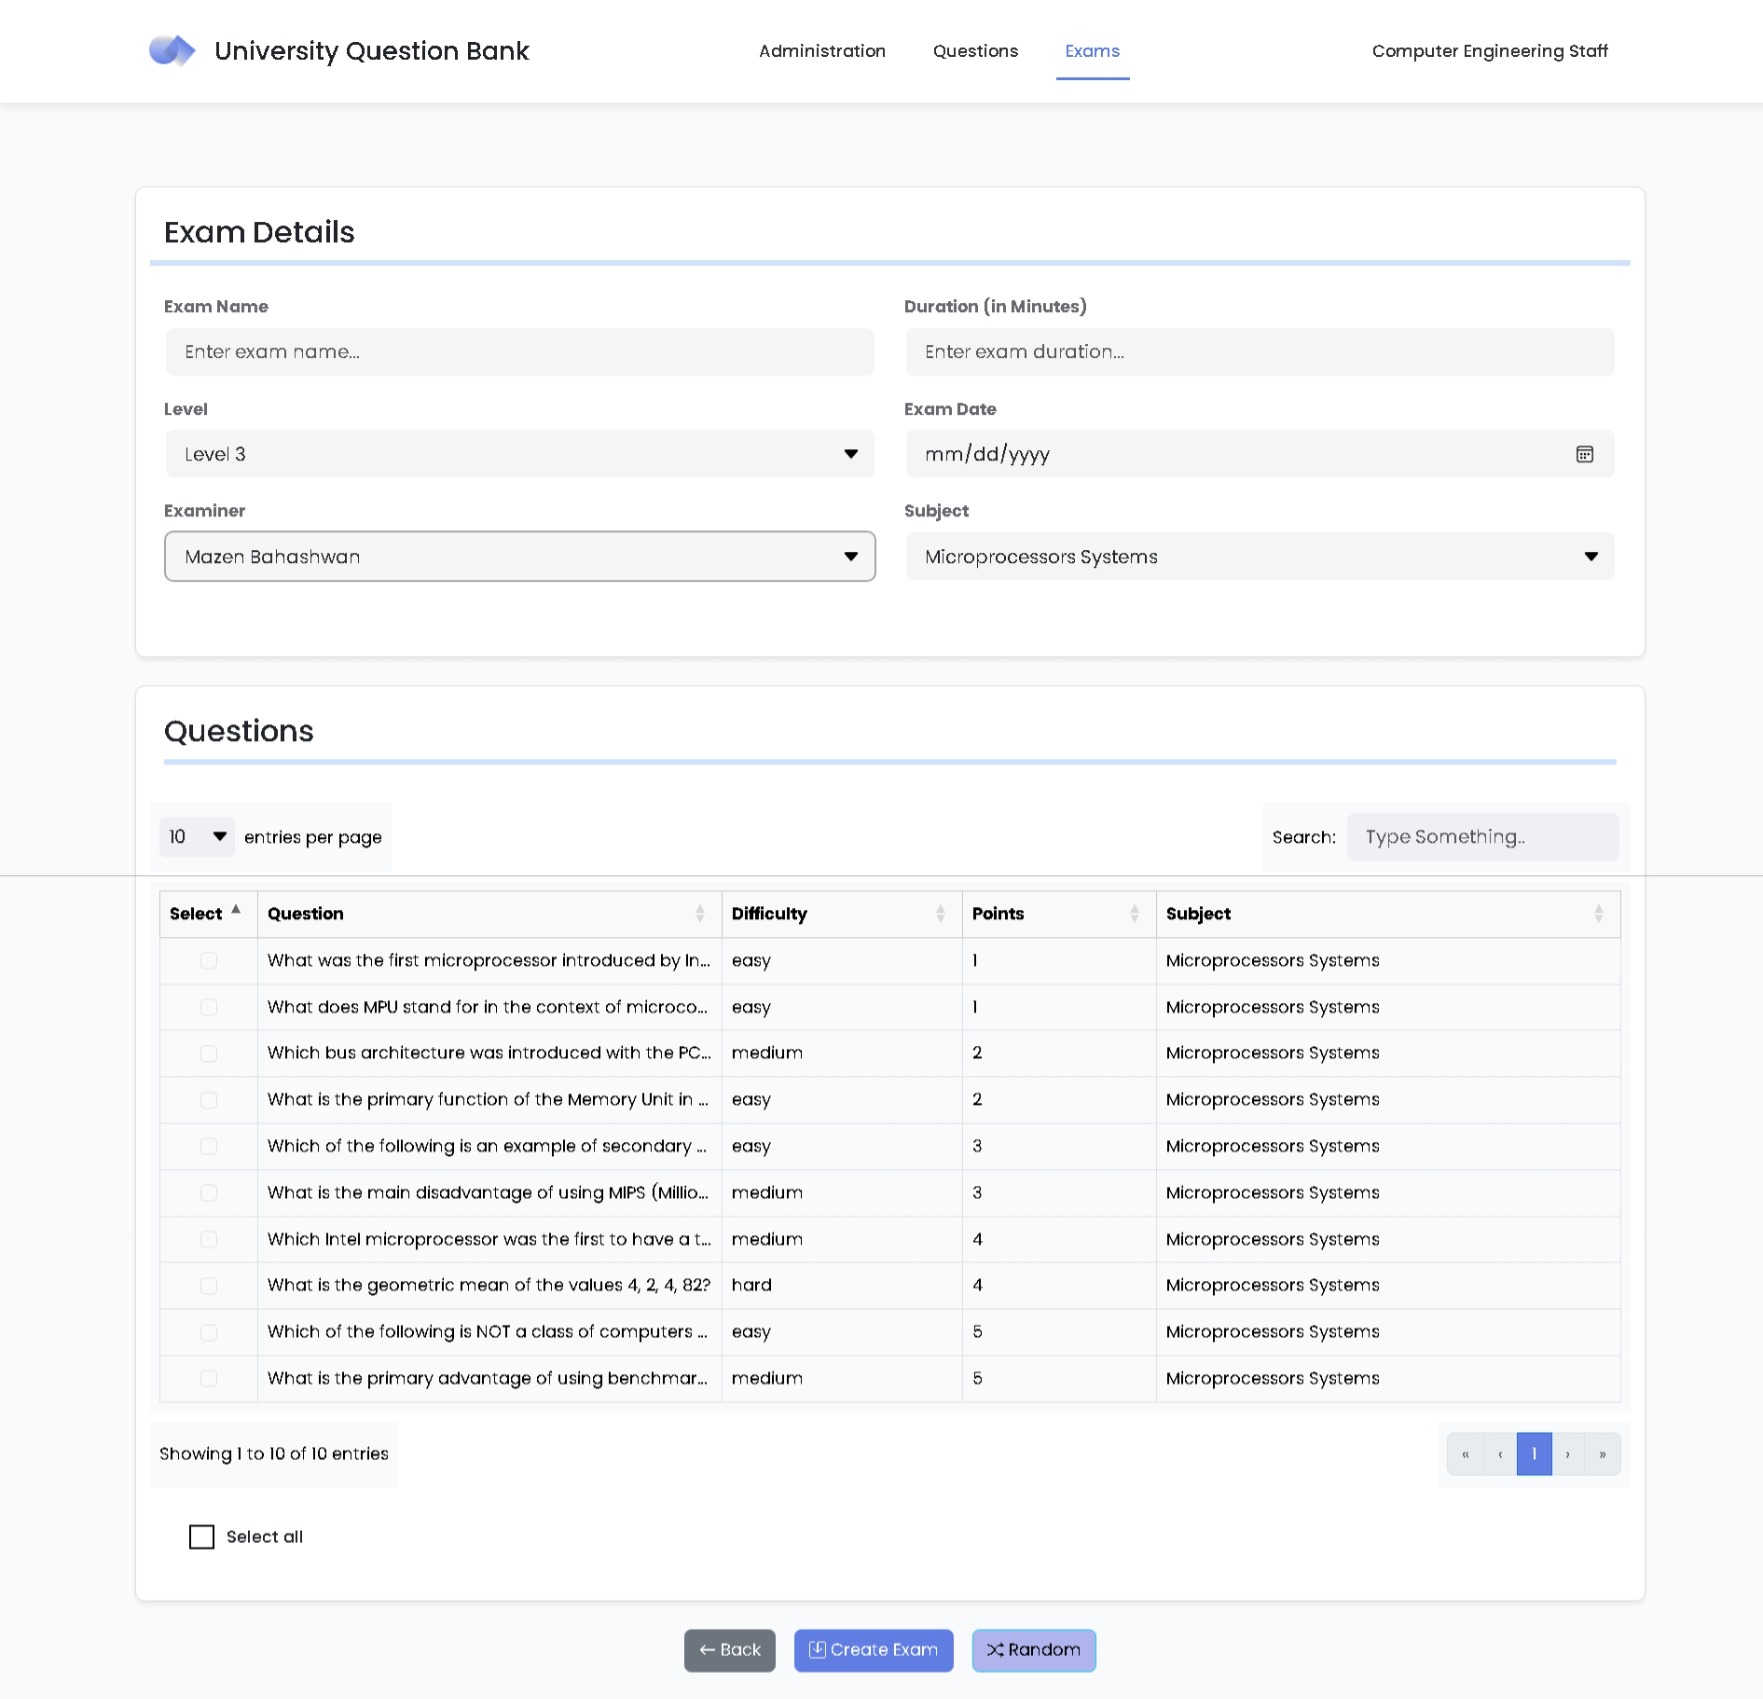 University Question Bank
Administration
Questions
Exams
Computer Engineering Staff
Exam Details
Exam Name
Duration (in Minutes)
Enter exam name...
Enter exam duration...
Level
Exam Date
Level 3
mm/dd/yyyy
Examiner
Subject
Mazen Bahashwan
Microprocessors Systems
Questions
10 entries per page
Search: Type Something..
Select Question Difficulty Points Subject
What was the first microprocessor introduced by In... easy 1 Microprocessors Systems
What does MPU stand for in the context of microco... easy 1 Microprocessors Systems
Which bus architecture was introduced with the PC... medium 2 Microprocessors Systems
What is the primary function of the Memory Unit in ... easy 2 Microprocessors Systems
Which of the following is an example of secondary ... easy 3 Microprocessors Systems
What is the main disadvantage of using MIPS (Millio... medium 3 Microprocessors Systems
Which Intel microprocessor was the first to have a t... medium 4 Microprocessors Systems
What is the geometric mean of the values 4, 2, 4, 82? hard 4 Microprocessors Systems
Which of the following is NOT a class of computers ... easy 5 Microprocessors Systems
What is the primary advantage of using benchmar... medium 5 Microprocessors Systems
Showing 1 to 10 of 10 entries
« ‹ 1 › »
Select all
← Back
Create Exam
Random